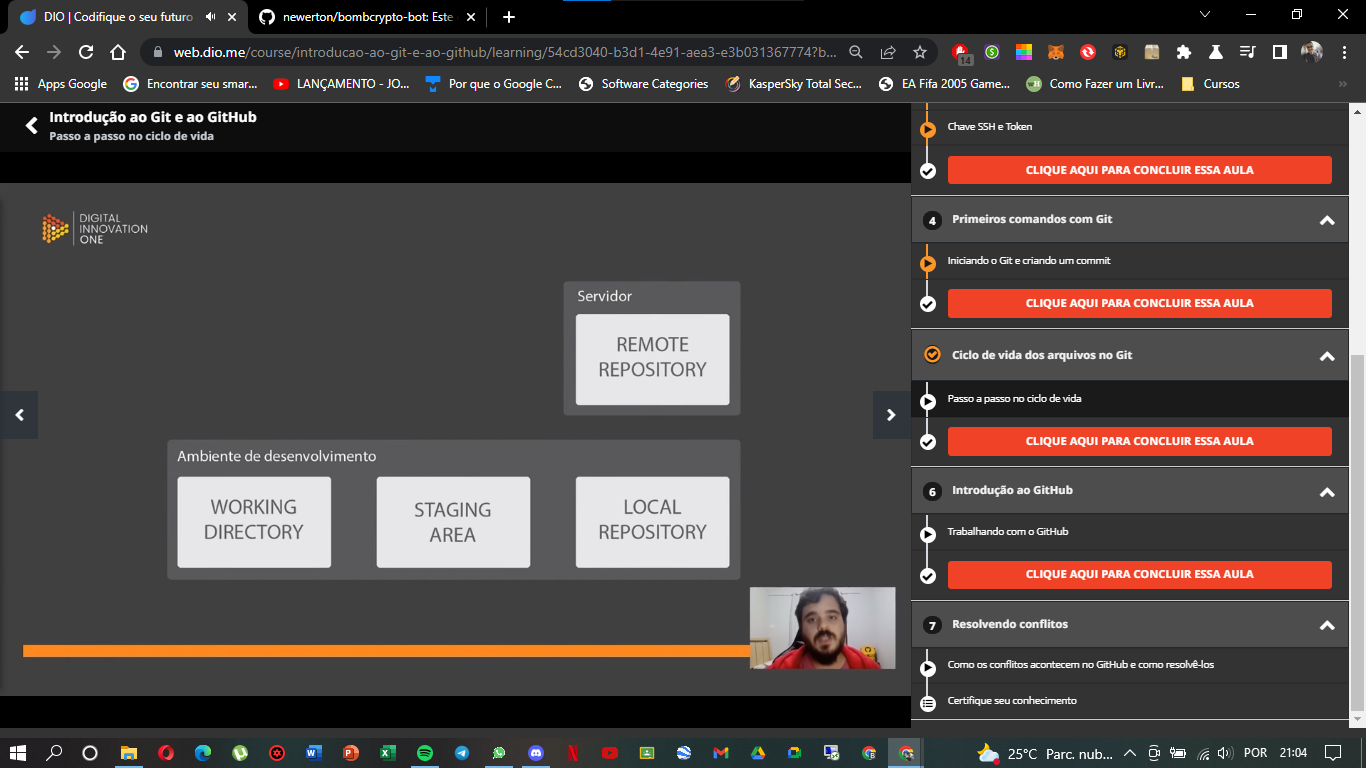 DIO | Codifique o seu futuro
newerton/bombcrypto-bot: Este
web.dio.me/course/introducao-ao-git-e-ao-github/learning/54cd3040-b3d1-4e91-aea3-e3b031367774?b...
14
Apps Google
Encontrar seu smar...
LANÇAMENTO - JO...
Por que o Google C...
Software Categories
KasperSky Total Sec...
EA Fifa 2005 Game...
Como Fazer um Livr...
Cursos
»
Introdução ao Git e ao GitHub
Passo a passo no ciclo de vida
DIGITAL
INNOVATION
ONE
Servidor
REMOTE
REPOSITORY
Ambiente de desenvolvimento
WORKING
DIRECTORY
STAGING
AREA
LOCAL
REPOSITORY
Chave SSH e Token
CLIQUE AQUI PARA CONCLUIR ESSA AULA
4 Primeiros comandos com Git
Iniciando o Git e criando um commit
CLIQUE AQUI PARA CONCLUIR ESSA AULA
Ciclo de vida dos arquivos no Git
Passo a passo no ciclo de vida
CLIQUE AQUI PARA CONCLUIR ESSA AULA
6 Introdução ao GitHub
Trabalhando com o GitHub
CLIQUE AQUI PARA CONCLUIR ESSA AULA
7 Resolvendo conflitos
Como os conflitos acontecem no GitHub e como resolvê-los
Certifique seu conhecimento
25°C Parc. nub...
POR
21:04